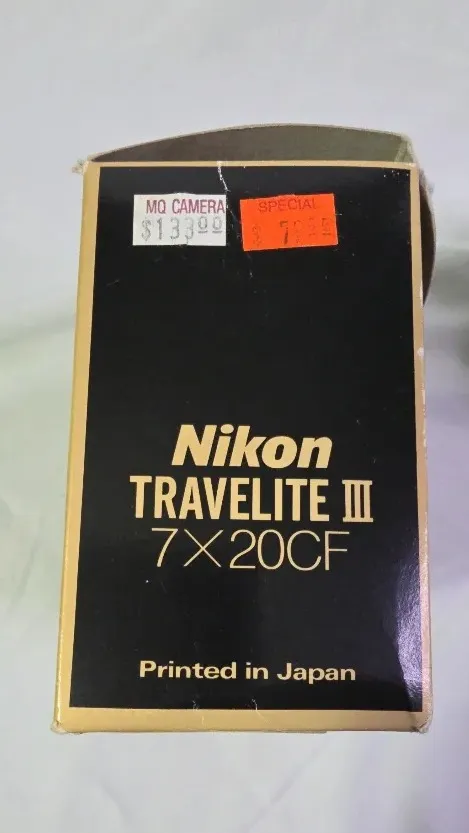 MQ CAMERA
$133⁰⁰
SPECIAL
Nikon
TRAVELITE III
7×20CF
Printed in Japan